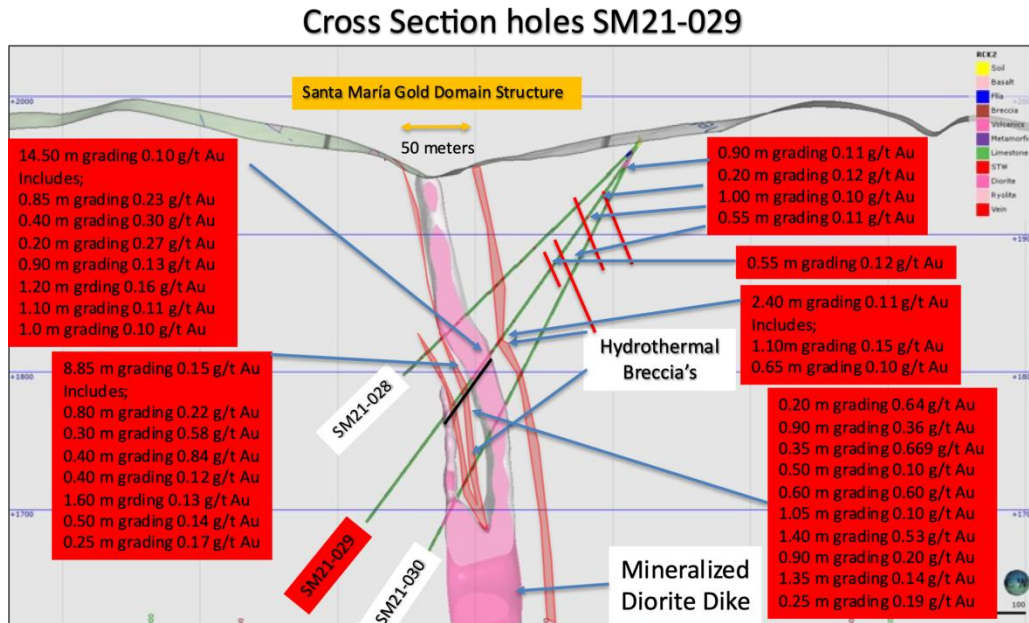 Cross Section holes SM21-029
Santa María Gold Domain Structure
50 meters
+2000
+1800
+1700
14.50 m grading 0.10 g/t Au
Includes;
0.85 m grading 0.23 g/t Au
0.40 m grading 0.30 g/t Au
0.20 m grading 0.27 g/t Au
0.90 m grading 0.13 g/t Au
1.20 m grding 0.16 g/t Au
1.10 m grading 0.11 g/t Au
1.0 m grading 0.10 g/t Au
8.85 m grading 0.15 g/t Au
Includes:
0.80 m grading 0.22 g/t Au
0.30 m grading 0.58 g/t Au
0.40 m grading 0.84 g/t Au
0.40 m grading 0.12 g/t Au
1.60 m grding 0.13 g/t Au
0.50 m grading 0.14 g/t Au
0.25 m grading 0.17 g/t Au
SM21-028
SM21-029
SM21-030
Hydrothermal
Breccia's
Mineralized
Diorite Dike
RCK2
Soil
Basalt
Flla
Breccia
Volcanics
Metamorfic
Limestone
STW
Diorite
Ryolite
Vein
0.90 m grading 0.11 g/t Au
0.20 m grading 0.12 g/t Au
1.00 m grading 0.10 g/t Au
0.55 m grading 0.11 g/t Au
0.55 m grading 0.12 g/t Au
2.40 m grading 0.11 g/t Au
Includes;
1.10m grading 0.15 g/t Au
0.65 m grading 0.10 g/t Au
0.20 m grading 0.64 g/t Au
0.90 m grading 0.36 g/t Au
0.35 m grading 0.669 g/t Au
0.50 m grading 0.10 g/t Au
0.60 m grading 0.60 g/t Au
1.05 m grading 0.10 g/t Au
1.40 m grading 0.53 g/t Au
0.90 m grading 0.20 g/t Au
1.35 m grading 0.14 g/t Au
0.25 m grading 0.19 g/t Au
100